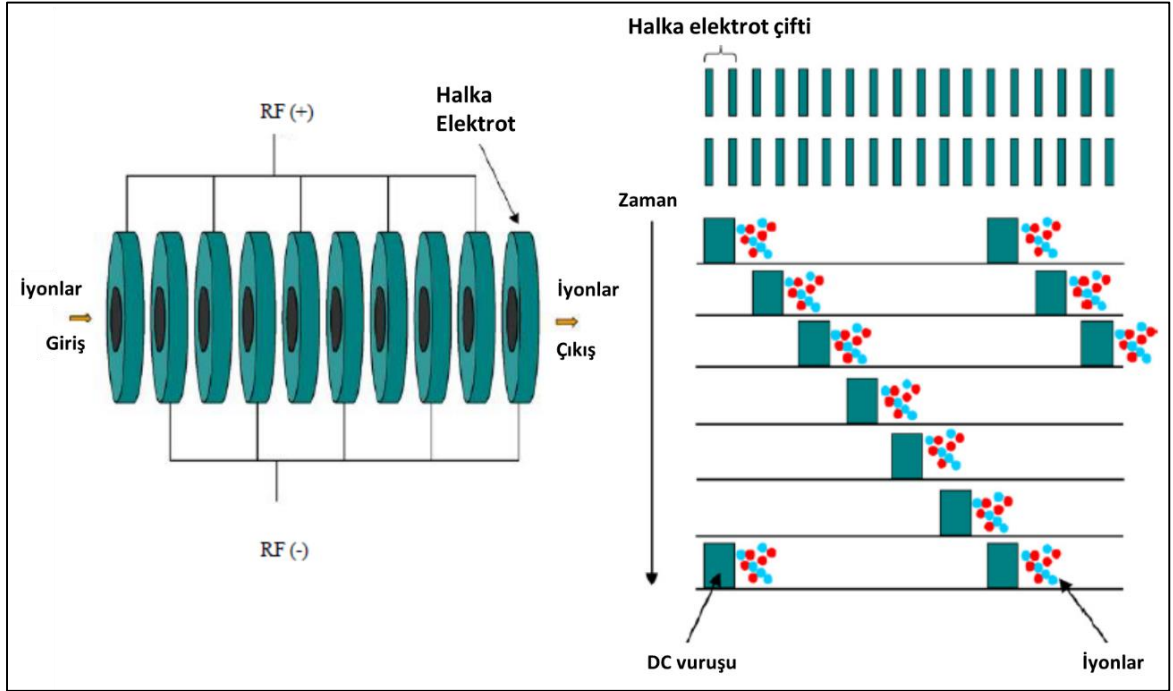 RF (+)
Halka
Elektrot
İyonlar
Giriş
İyonlar
Çıkış
RF (-)
Halka elektrot çifti
Zaman
DC vuruşu
İyonlar